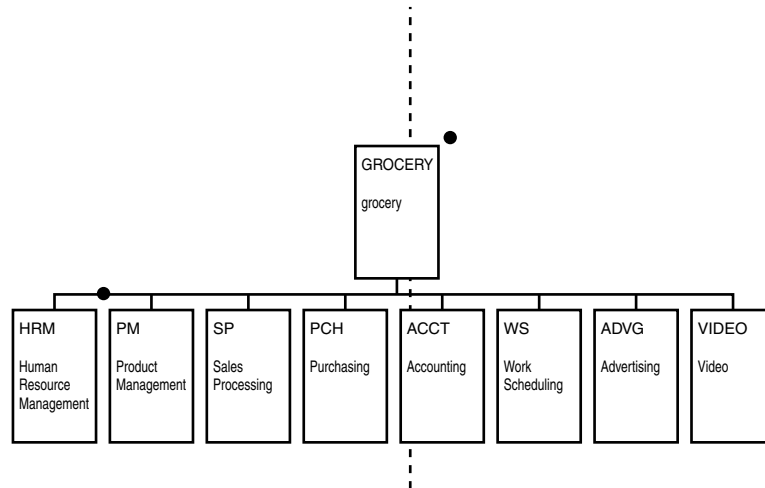 GROCERY
grocery
HRM
Human
Resource
Management
PM
Product
Management
SP
Sales
Processing
PCH
Purchasing
ACCT
Accounting
WS
Work
Scheduling
ADVG
Advertising
VIDEO
Video